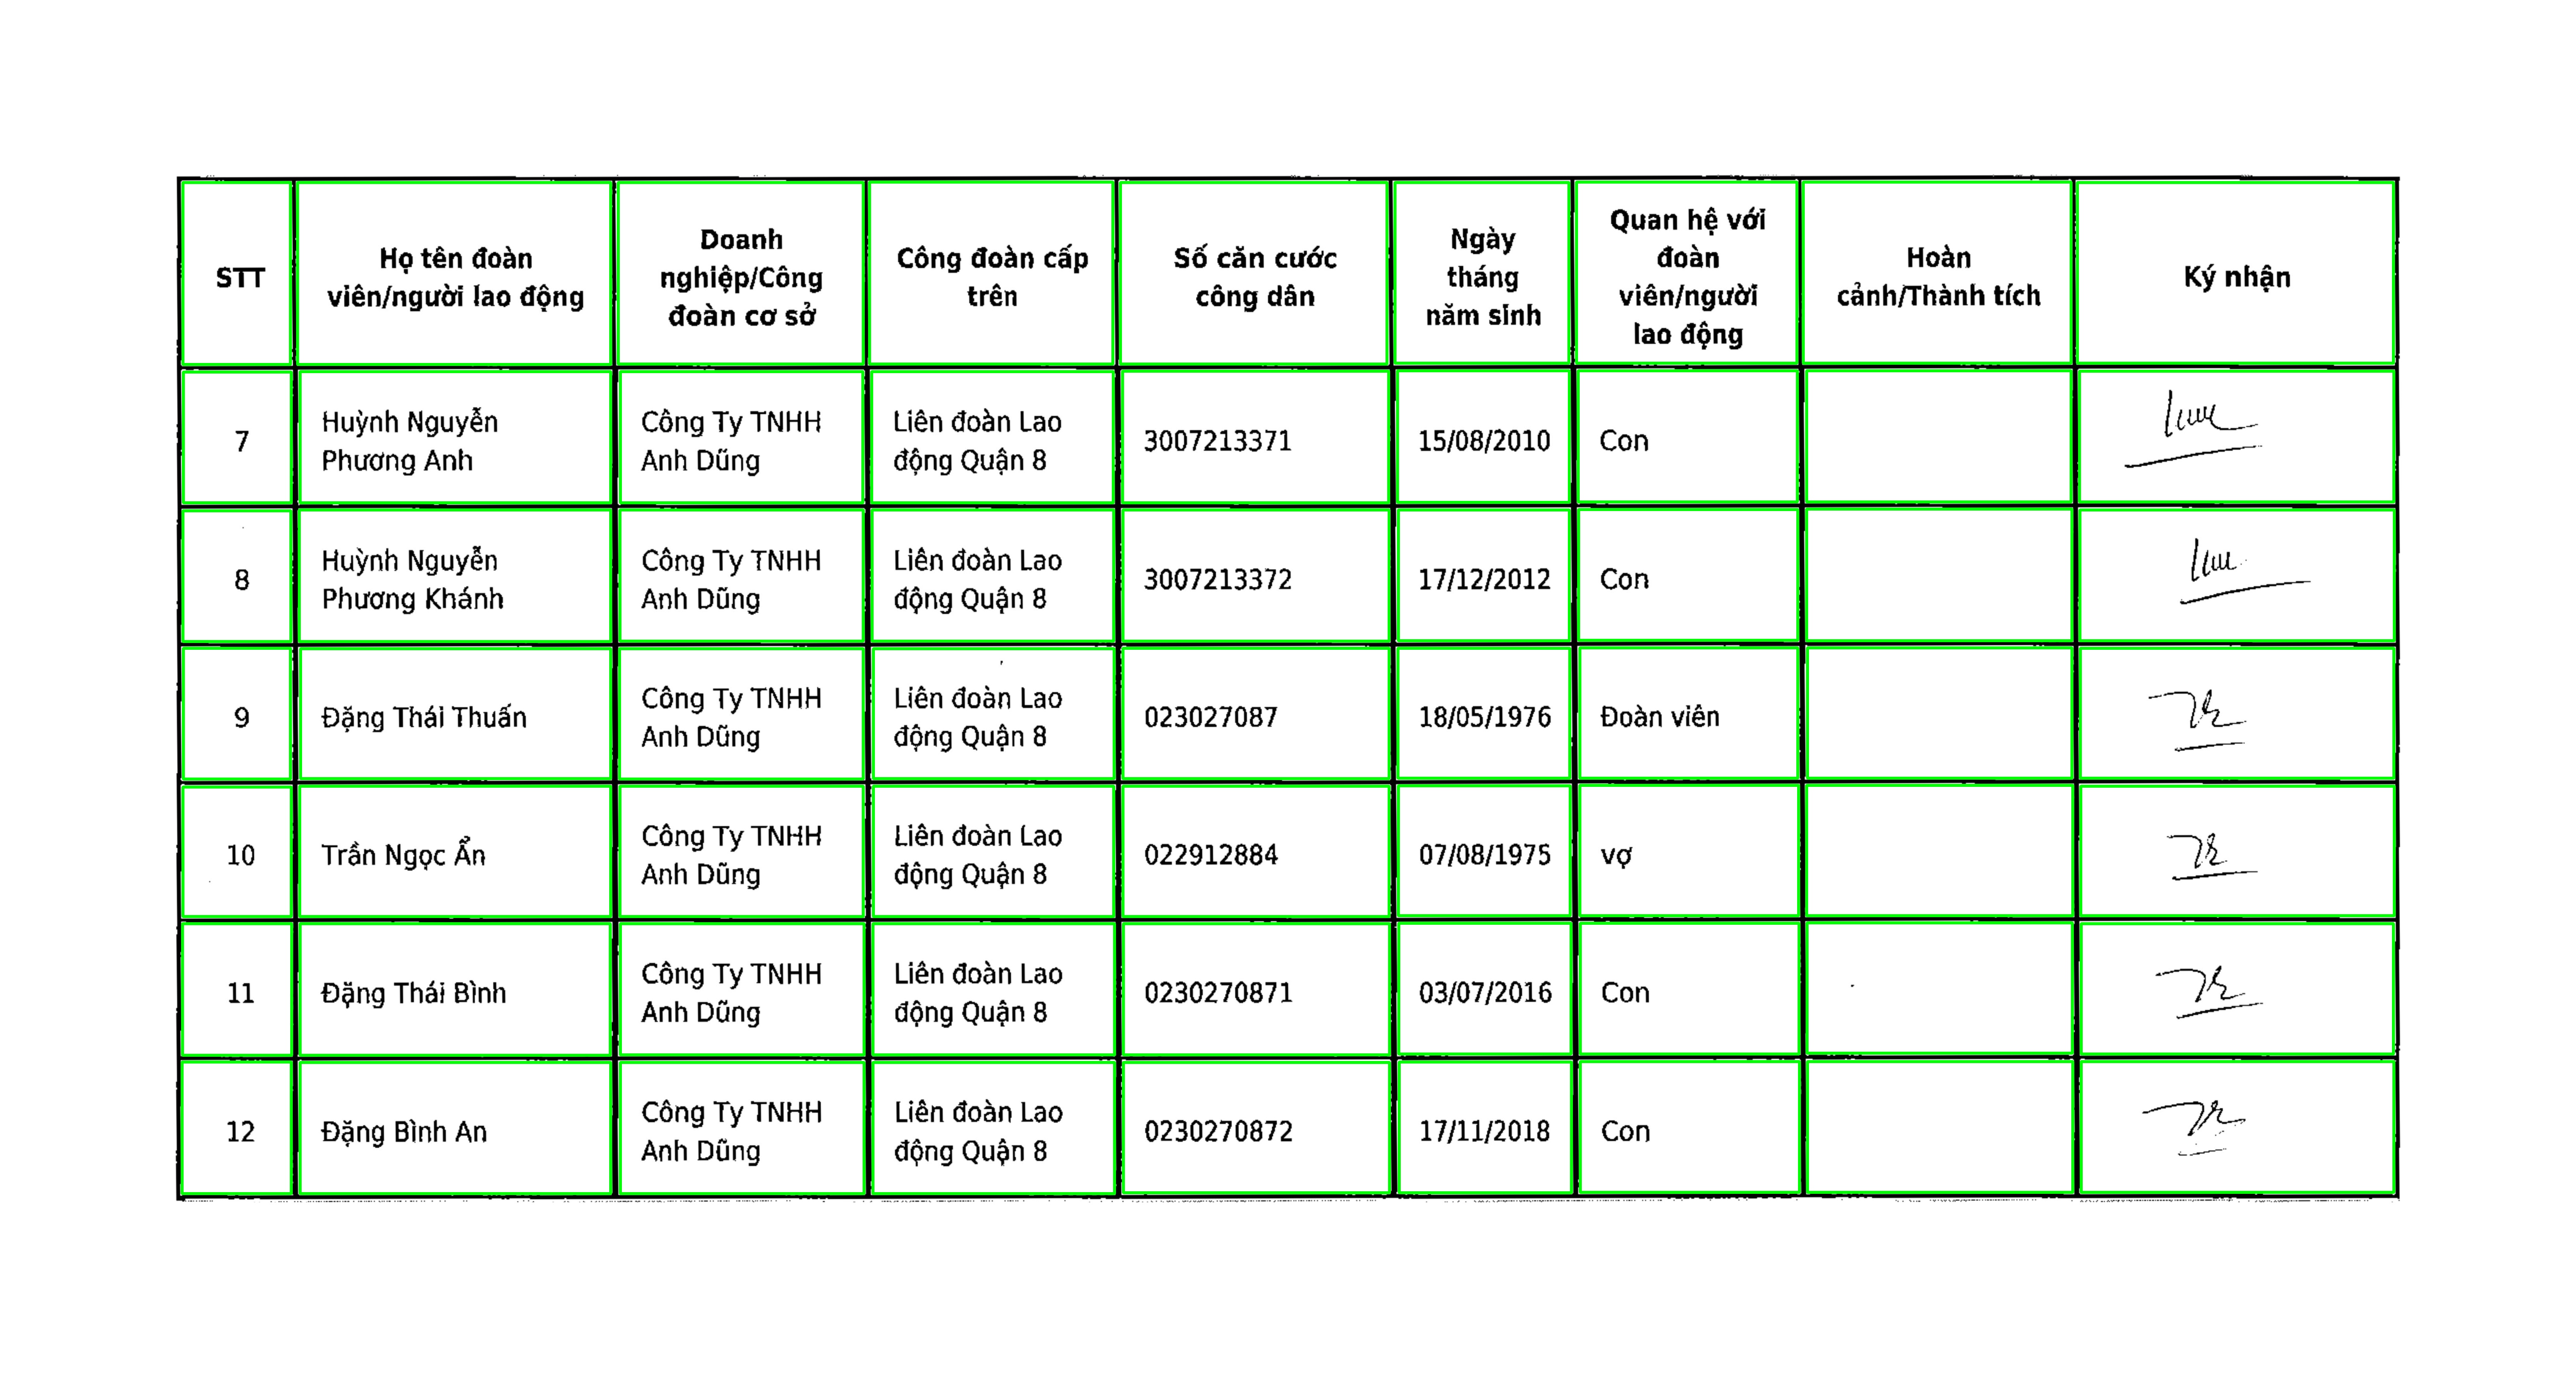 STT
Họ tên đoàn
viên/người lao động
Doanh
nghiệp/Công
đoàn cơ sở
Công đoàn cấp
trên
Số căn cước
công dân
Ngày
tháng
năm sinh
Quan hệ với
đoàn
viên/người
lao động
Hoàn
cảnh/Thành tích
Ký nhận
7
Huỳnh Nguyễn
Phương Anh
Công Ty TNHH
Anh Dũng
Liên đoàn Lao
động Quận 8
3007213371
15/08/2010
Con
8
Huỳnh Nguyễn
Phương Khánh
Công Ty TNHH
Anh Dũng
Liên đoàn Lao
động Quận 8
3007213372
17/12/2012
Con
9
Đặng Thái Thuấn
Công Ty TNHH
Anh Dũng
Liên đoàn Lao
động Quận 8
023027087
18/05/1976
Đoàn viên
10
Trần Ngọc Ẩn
Công Ty TNHH
Anh Dũng
Liên đoàn Lao
động Quận 8
022912884
07/08/1975
vợ
11
Đặng Thái Bình
Công Ty TNHH
Anh Dũng
Liên đoàn Lao
động Quận 8
0230270871
03/07/2016
Con
12
Đặng Bình An
Công Ty TNHH
Anh Dũng
Liên đoàn Lao
động Quận 8
0230270872
17/11/2018
Con